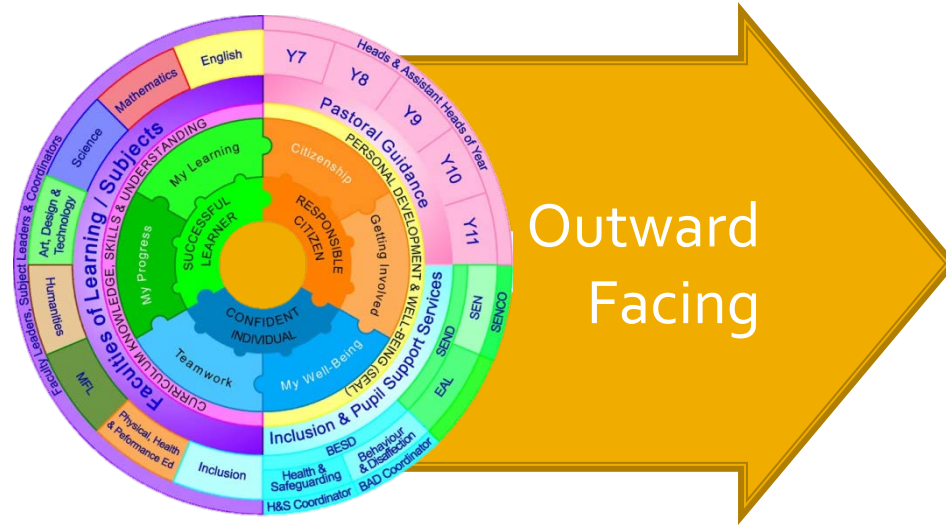 Faculty Leaders, Subject Leaders & Coordinators
English
Mathematics
Science
Art, Design &
Technology
Humanities
MFL
Physical, Health
& Peformance Ed
Inclusion
Faculties of Learning / Subjects
CURRICULUM KNOWLEDGE, SKILLS & UNDERSTANDING
My Learning
My Progress
Teamwork
SUCCESSFUL
LEARNER
Heads & Assistant Heads of Year
Y7
Y8
Y9
Y10
Y11
Pastoral Guidance
PERSONAL DEVELOPMENT & WELL-BEING (SEAL)
Citizenship
Getting Involved
My Well-Being
RESPONSIBLE
CITIZEN
CONFIDENT
INDIVIDUAL
Inclusion & Pupil Support Services
SEND
SEN
SENCO
EAL
BESD
Behaviour
& Disaffection
BAD Coordinator
Health &
Safeguarding
H&S Coordinator
Outward
Facing